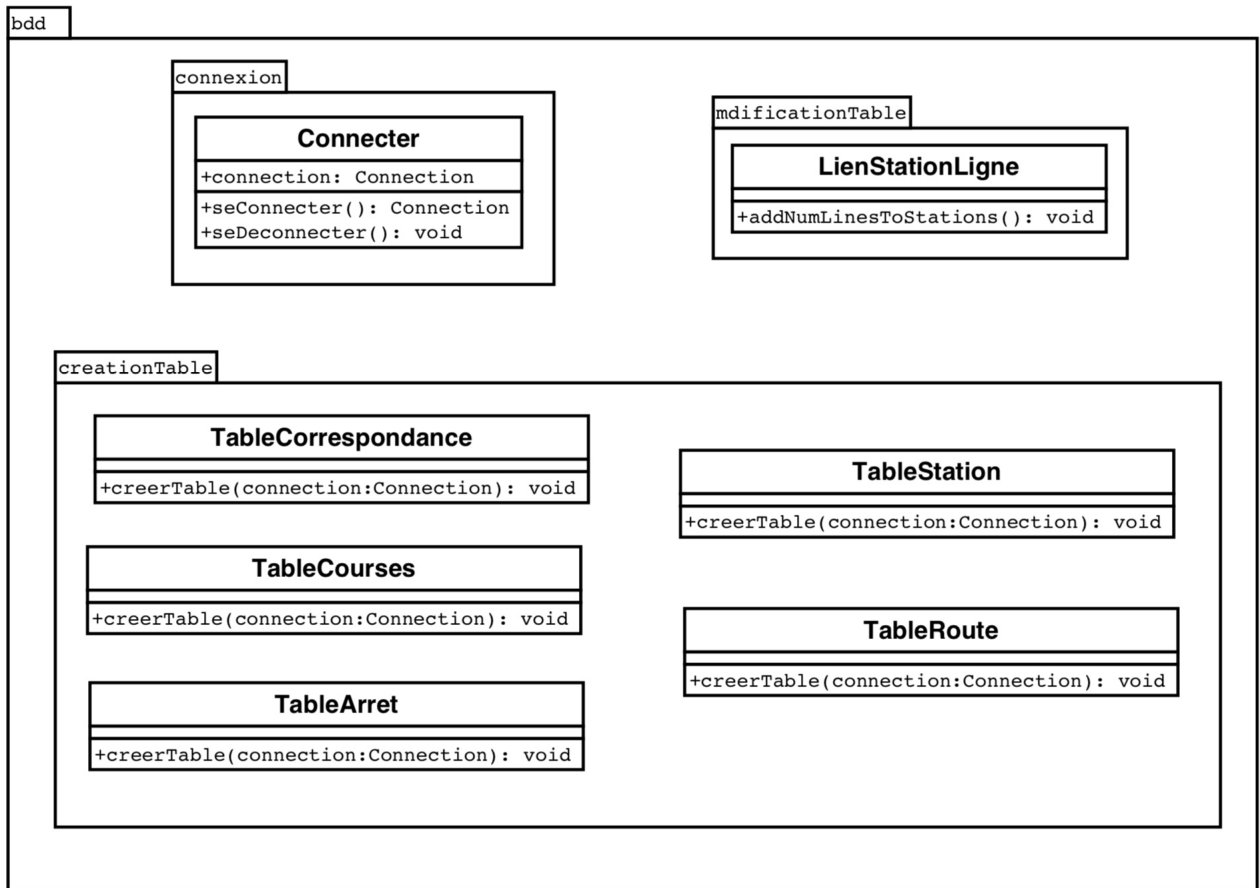 bdd
connexion
Connecter
+connection: Connection
+seConnecter(): Connection
+seDeconnecter(): void
mdificationTable
LienStationLigne
+addNumLinesToStations(): void
creationTable
TableCorrespondance
+creerTable(connection:Connection): void
TableCourses
+creerTable(connection:Connection): void
TableArret
+creerTable(connection:Connection): void
TableStation
+creerTable(connection:Connection): void
TableRoute
+creerTable(connection:Connection): void